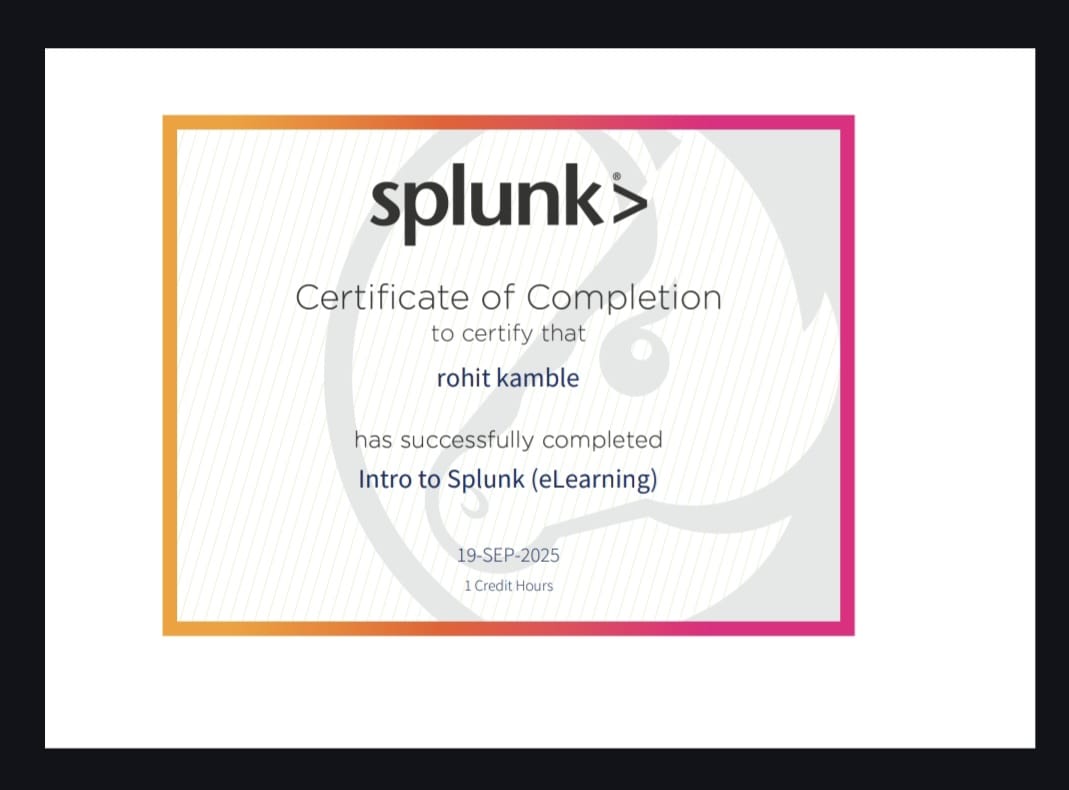 splunk>®
Certificate of Completion
to certify that
rohit kamble
has successfully completed
Intro to Splunk (eLearning)
19-SEP-2025
1 Credit Hours